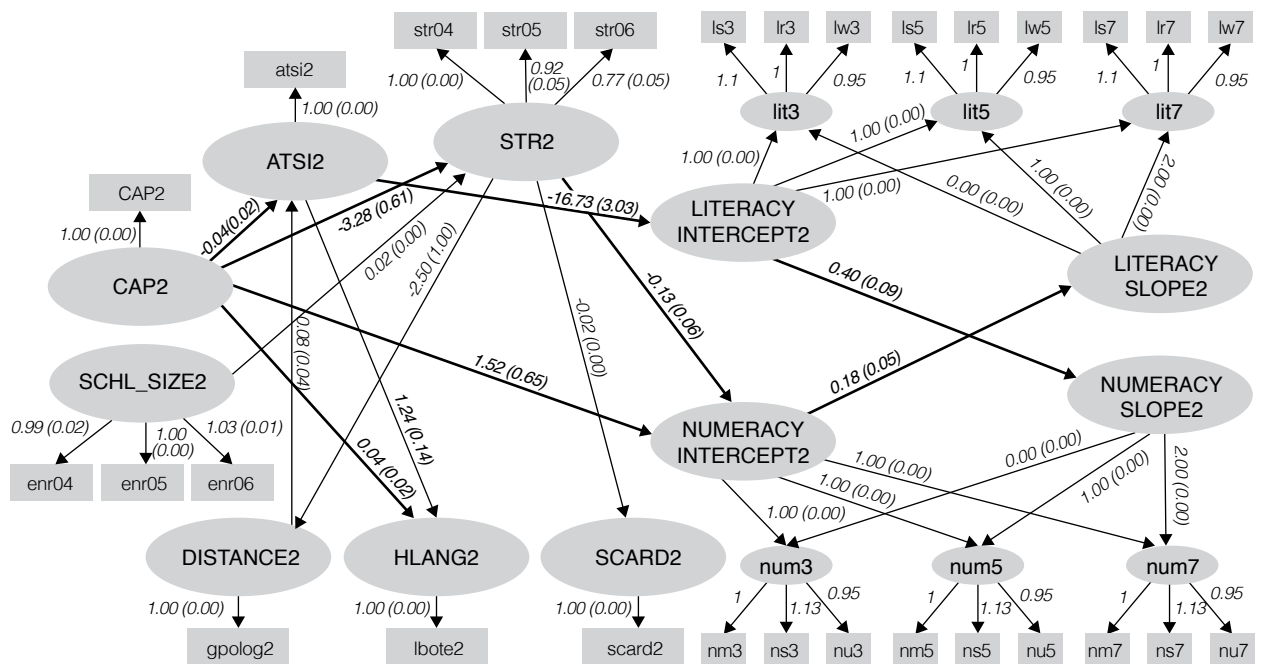 str04
str05
str06
ls3
lr3
lw3
ls5
lr5
lw5
ls7
lr7
lw7
atsi2
1.00 (0.00)
0.92
(0.05)
0.77 (0.05)
1.1
1
0.95
1.1
1
0.95
1.1
1
0.95
1.00 (0.00)
lit3
lit5
lit7
STR2
ATSI2
1.00 (0.00)
1.00 (0.00)
1.00 (0.00)
0.00 (0.00)
1.00 (0.00)
2.00 (0.00)
CAP2
1.00 (0.00)
-0.04(0.02)
-3.28 (0.61)
-16.73 (3.03)
LITERACY
INTERCEPT2
0.02 (0.00)
-2.50 (1.00)
CAP2
-0.13 (0.06)
0.40 (0.09)
LITERACY
SLOPE2
0.08 (0.04)
-0.02 (0.00)
1.52 (0.65)
0.18 (0.05)
SCHL_SIZE2
NUMERACY
SLOPE2
0.99 (0.02)
1.00
(0.00)
1.03 (0.01)
1.24 (0.14)
0.04 (0.02)
NUMERACY
INTERCEPT2
1.00 (0.00)
0.00 (0.00)
1.00 (0.00)
1.00 (0.00)
1.00 (0.00)
2.00 (0.00)
enr04
enr05
enr06
DISTANCE2
HLANG2
SCARD2
num3
num5
num7
1.00 (0.00)
1.00 (0.00)
1.00 (0.00)
1
1.13
0.95
1
1.13
0.95
1
1.13
0.95
gpolog2
lbote2
scard2
nm3
ns3
nu3
nm5
ns5
nu5
nm7
ns7
nu7